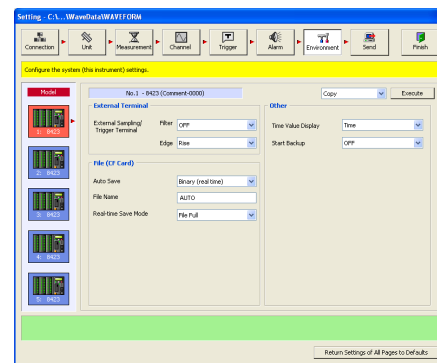 Setting - C:\...\WaveData\WAVEFORM
Connection
Unit
Measurement
Channel
Trigger
Alarm
Environment
Send
Finish
Configure the system (this instrument) settings.
Model
No.1 - 8423 (Comment-0000)
Copy
Execute
1: 8423
2: 8423
3: 8423
4: 8423
5: 8423
External Terminal
External Sampling/
Trigger Terminal
Filter
OFF
Edge
Rise
File (CF Card)
Auto Save
Binary (real time)
File Name
AUTO
Real-time Save Mode
File Full
Other
Time Value Display
Time
Start Backup
OFF
Return Settings of All Pages to Defaults